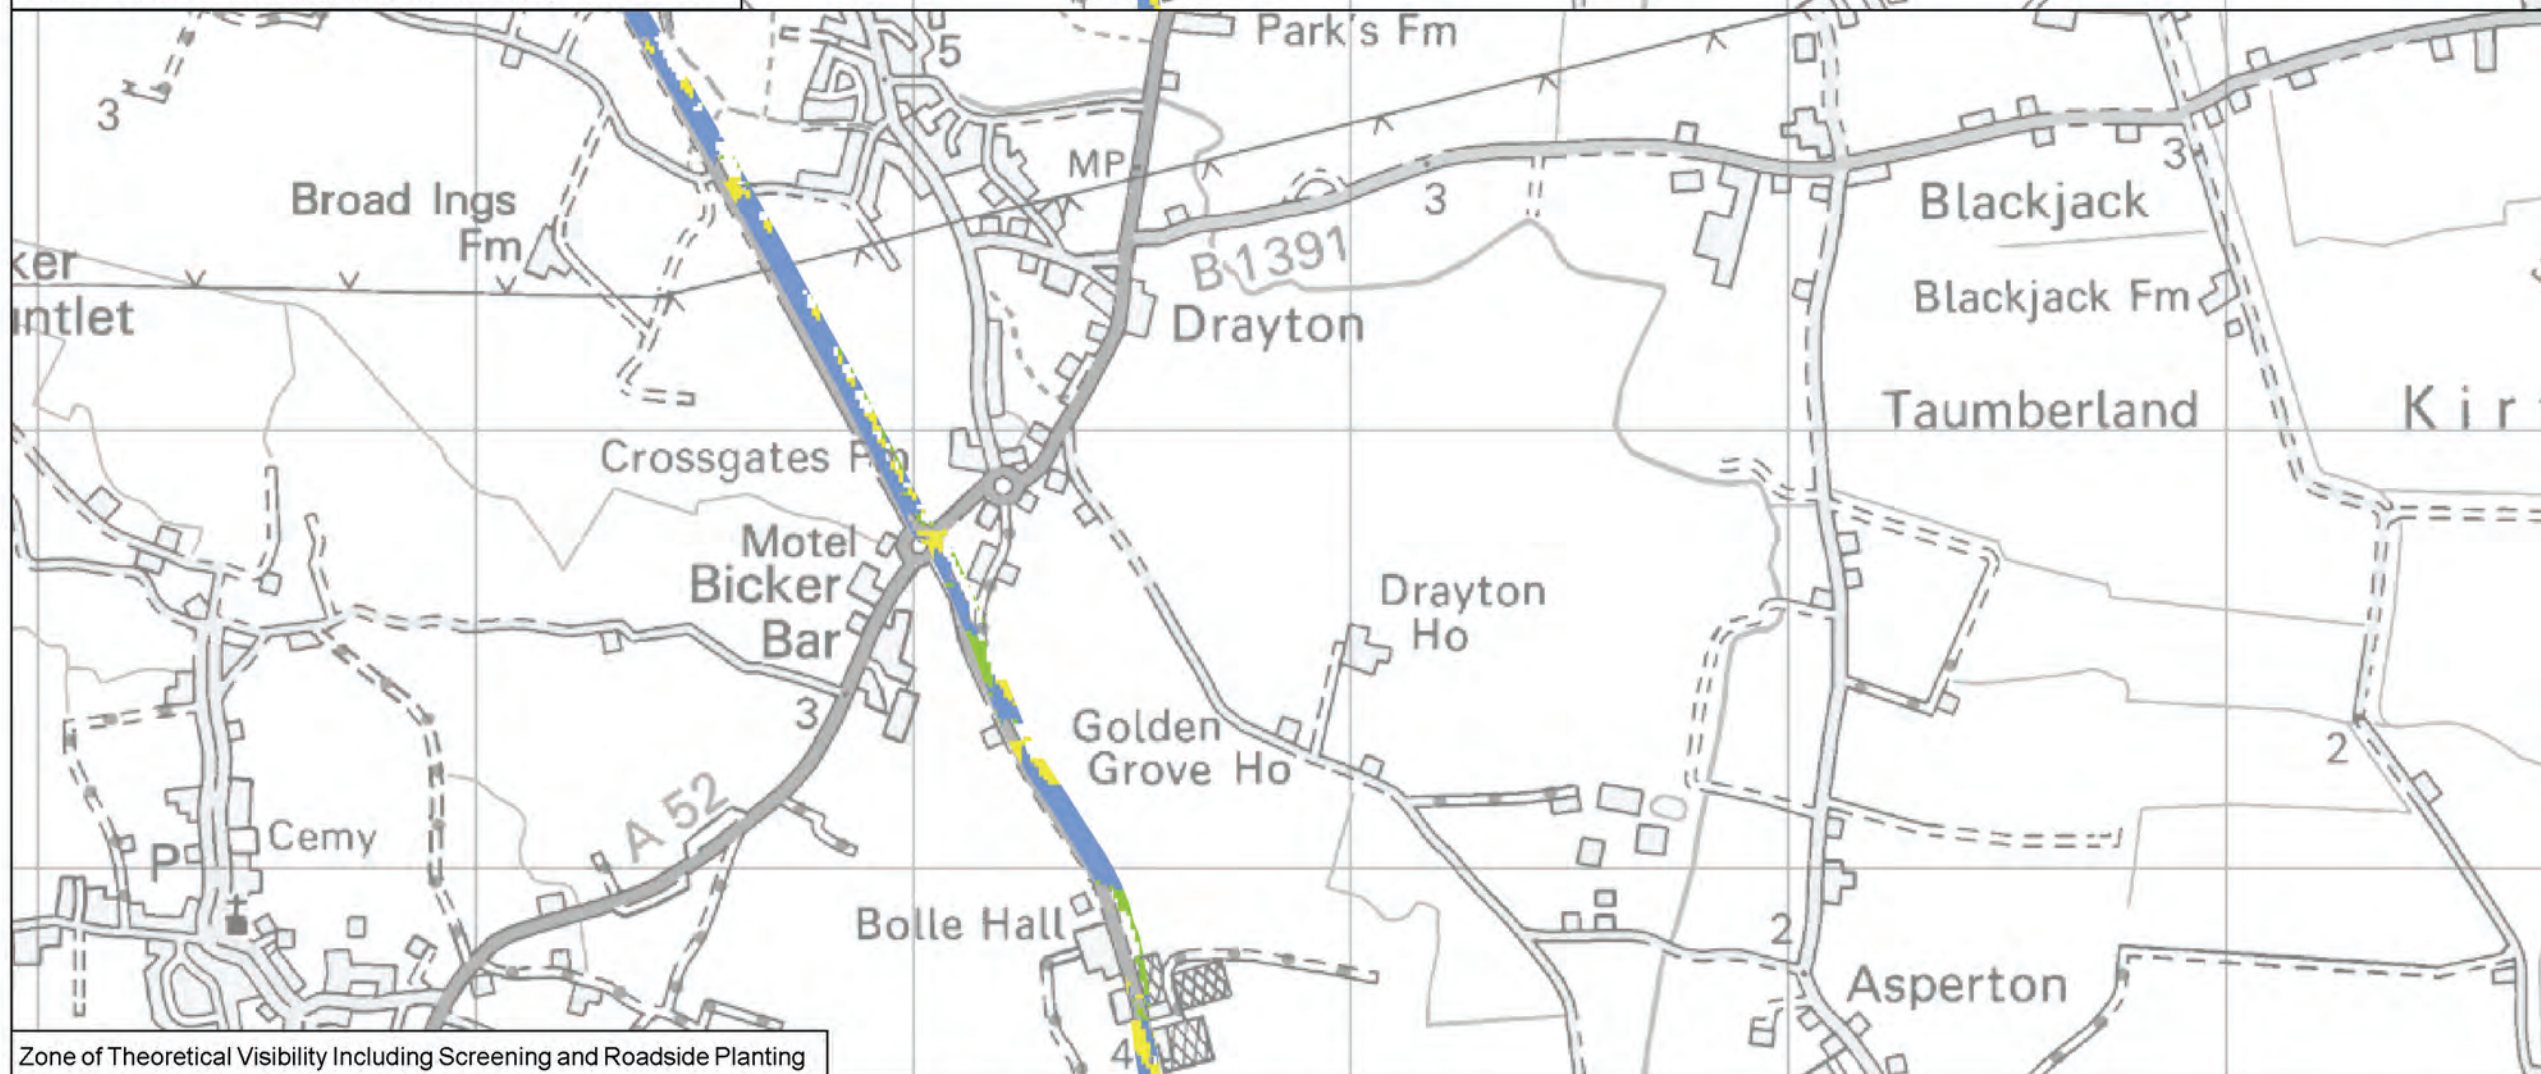 Park's Fm
5
3
MP
Broad Ings
Fm
3
3
Blackjack
B 1391
Blackjack Fm
Drayton
Taumberland
Crossgates Fm
Motel
Bicker
Bar
Drayton
Ho
3
Golden
Grove Ho
2
A 52
Cemy
P
Bolle Hall
2
Asperton
4
Zone of Theoretical Visibility Including Screening and Roadside Planting